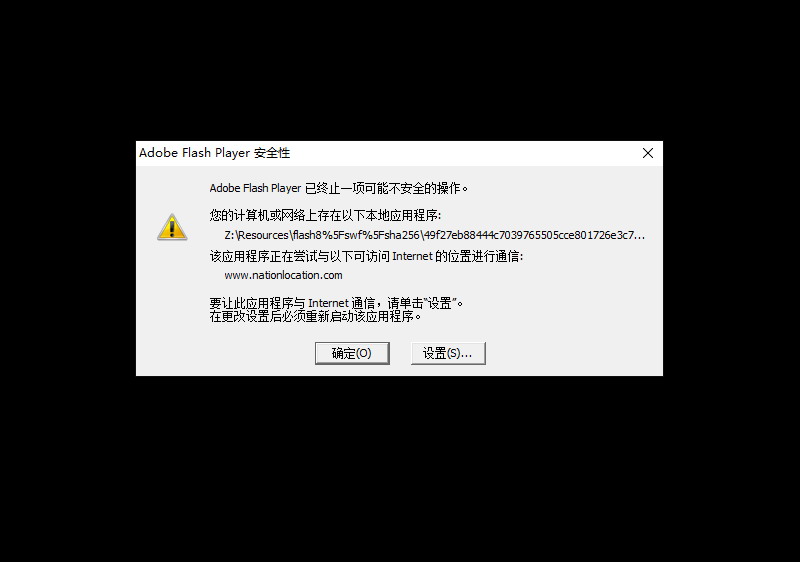 Adobe Flash Player 安全性
Adobe Flash Player 已终止一项可能不安全的操作。
您的计算机或网络上存在以下本地应用程序:
Z:\Resources\flash8%5Fswf%5Fsha256\49f27eb88444c7039765505cce801726e3c7...
该应用程序正在尝试与以下可访问 Internet 的位置进行通信:
www.nationlocation.com
要让此应用程序与 Internet 通信，请单击“设置”。
在更改设置后必须重新启动该应用程序。
确定(O)
设置(S)...